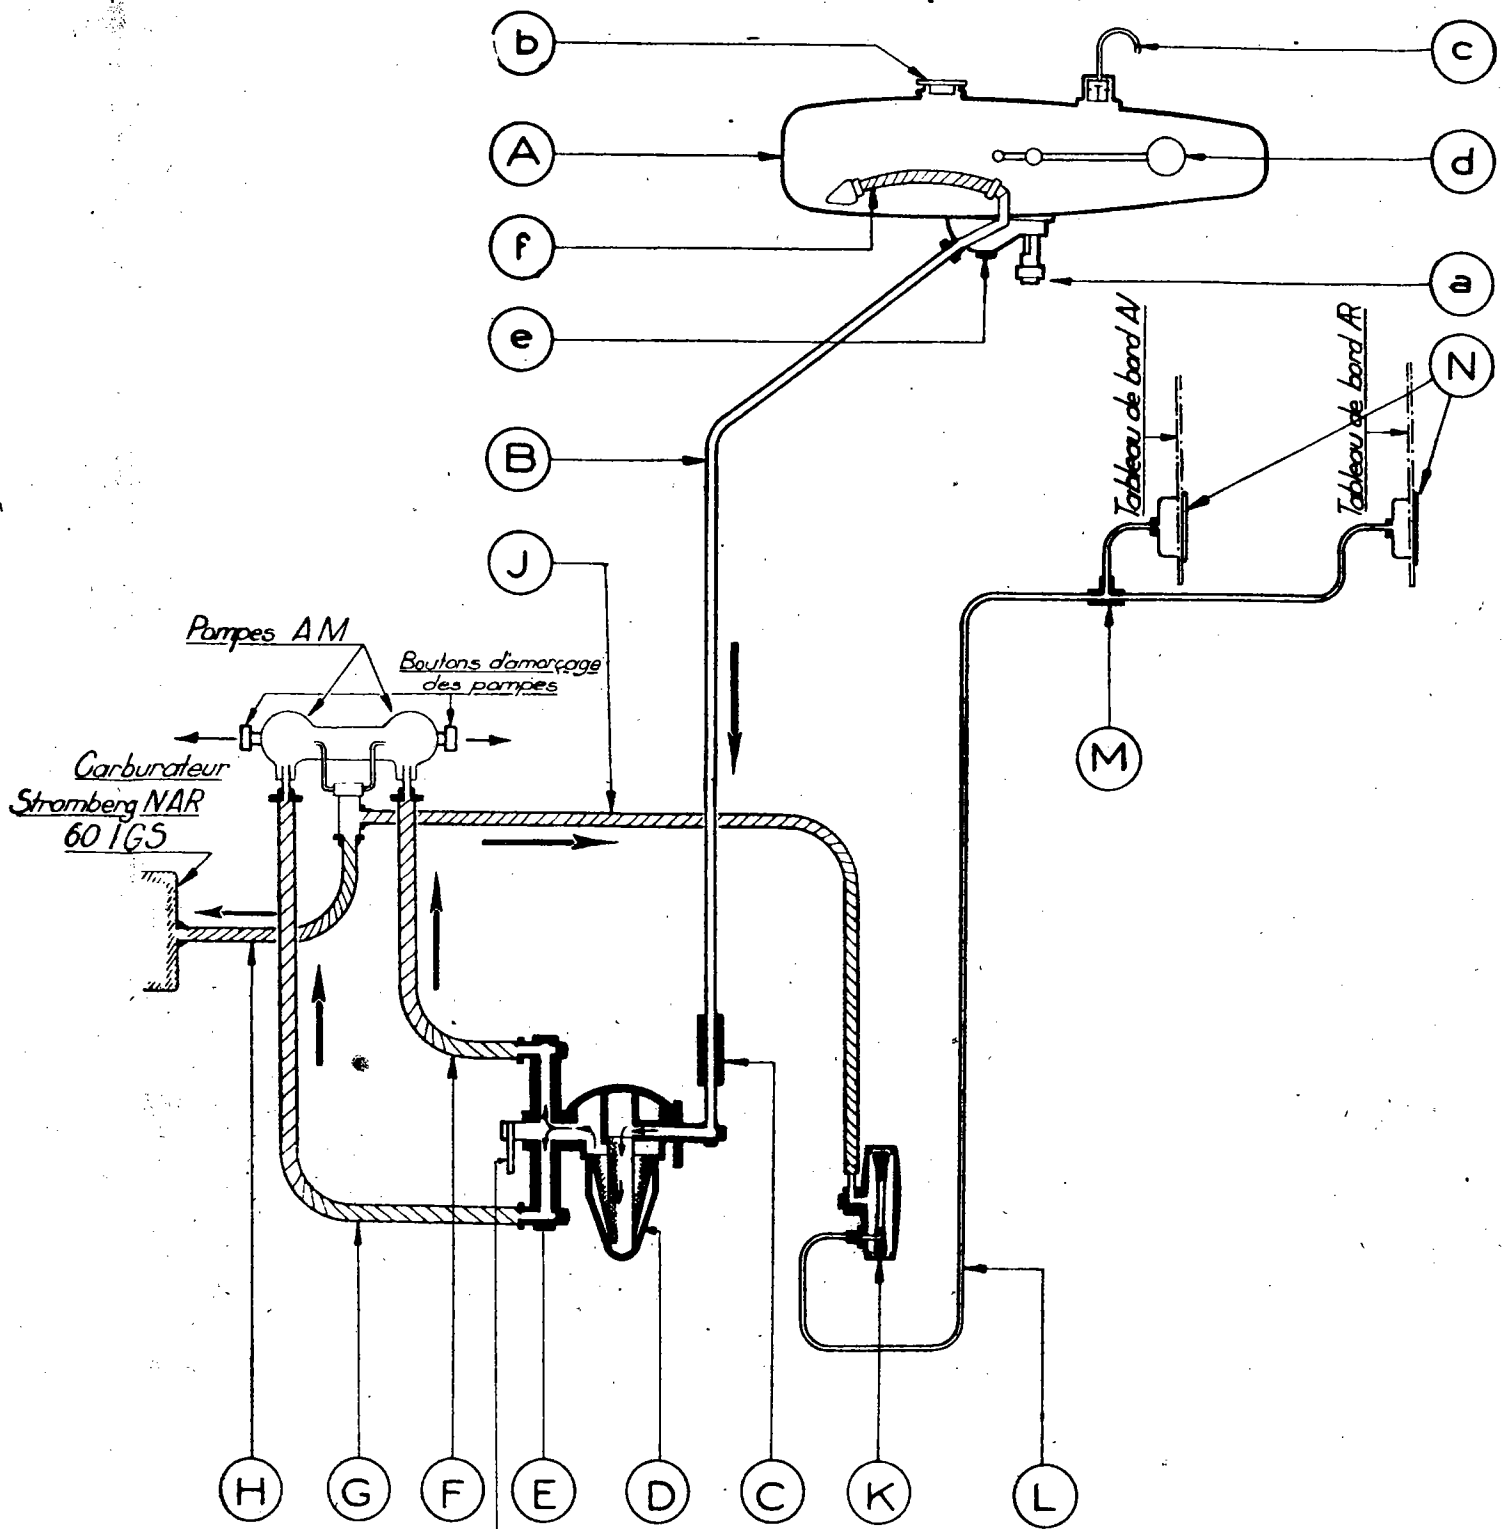 b
c
A
d
f
a
e
Tableau de bord AV
Tableau de bord AR
N
B
J
Pompes AM
Boutons d'amorçage
des pompes
Carburateur
Stromberg NAR
60 IGS
M
H
G
F
E
D
C
K
L